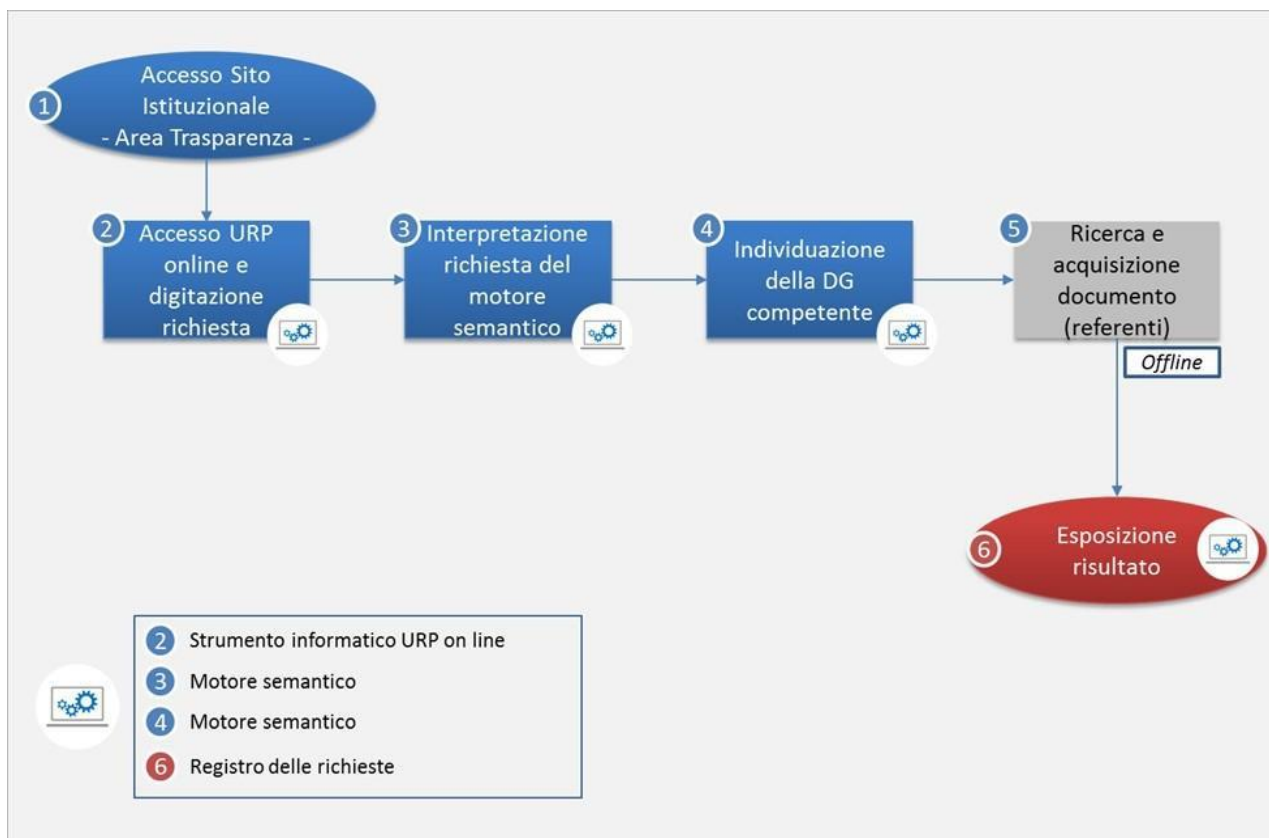 1
Accesso Sito
Istituzionale
- Area Trasparenza -
2
Accesso URP
online e
digitazione
richiesta
3
Interpretazione
richiesta del
motore
semantico
4
Individuazione
della DG
competente
5
Ricerca e
acquisizione
documento
(referenti)
Offline
6
Esposizione
risultato
2 Strumento informatico URP on line
3 Motore semantico
4 Motore semantico
6 Registro delle richieste